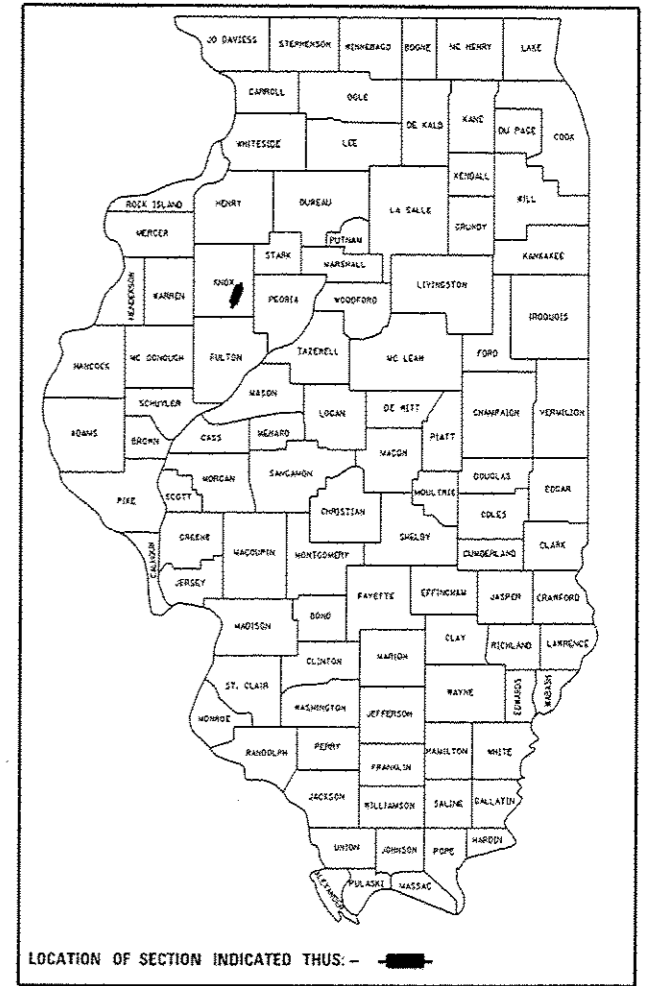 JO DAVIESS STEPHENSON WINNEBAGO BOONE MC HENRY LAKE
CARROLL OGLE DE KALB KANE DU PAGE COOK
WHITESIDE LEE KENDALL WILL
ROCK ISLAND HENRY BUREAU LA SALLE GRUNDY
MERCER PUTNAM KANKAKEE
HENDERSON WARREN KNOX STARK MARSHALL LIVINGSTON
PEORIA WOODFORD IROQUOIS
HANCOCK MC DONOUGH FULTON TAZEWELL MC LEAN FORD
MASON
SCHUYLER LOGAN DE WITT CHAMPAIGN VERMILION
ADAMS BROWN CASS MENARD PIATT
MACON
PIKE SCOTT MORGAN SANGAMON MOULTRIE DOUGLAS EDGAR
CHRISTIAN COLES
GREENE MACOUPIN MONTGOMERY SHELBY CUMBERLAND CLARK
CALHOUN JERSEY
FAYETTE EFFINGHAM JASPER CRAWFORD
MADISON BOND
CLAY RICHLAND LAWRENCE
CLINTON MARION
ST. CLAIR WAYNE EDWARDS WABASH
WASHINGTON JEFFERSON
MONROE
RANDOLPH PERRY HAMILTON WHITE
FRANKLIN
JACKSON WILLIAMSON SALINE GALLATIN
UNION JOHNSON POPE HARDIN
ALEXANDER PULASKI MASSAC
LOCATION OF SECTION INDICATED THUS: -